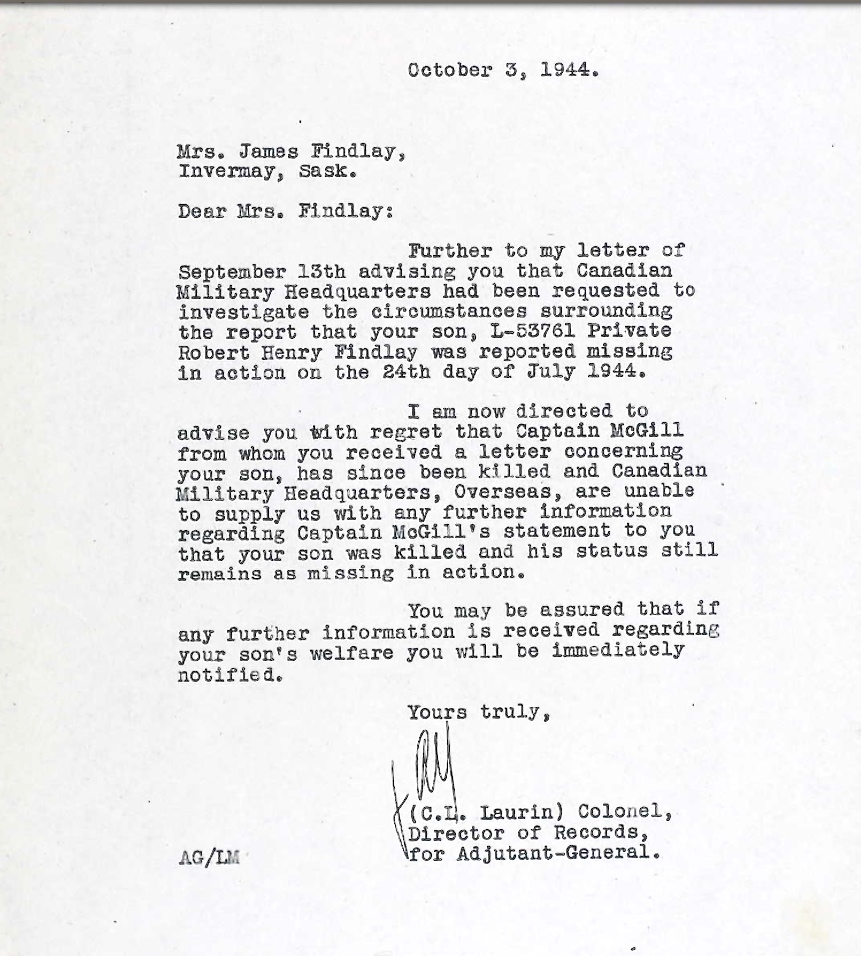 October 3, 1944.
Mrs. James Findlay,
Invermay, Sask.
Dear Mrs. Findlay:
Further to my letter of
September 13th advising you that Canadian
Military Headquarters had been requested to
investigate the circumstances surrounding
the report that your son, L-53761 Private
Robert Henry Findlay was reported missing
in action on the 24th day of July 1944.
I am now directed to
advise you with regret that Captain McGill
from whom you received a letter concerning
your son, has since been killed and Canadian
Military Headquarters, Overseas, are unable
to supply us with any further information
regarding Captain McGill's statement to you
that your son was killed and his status still
remains as missing in action.
You may be assured that if
any further information is received regarding
your son's welfare you will be immediately
notified.
Yours truly,
(C.L. Laurin) Colonel,
Director of Records,
for Adjutant-General.
AG/LM